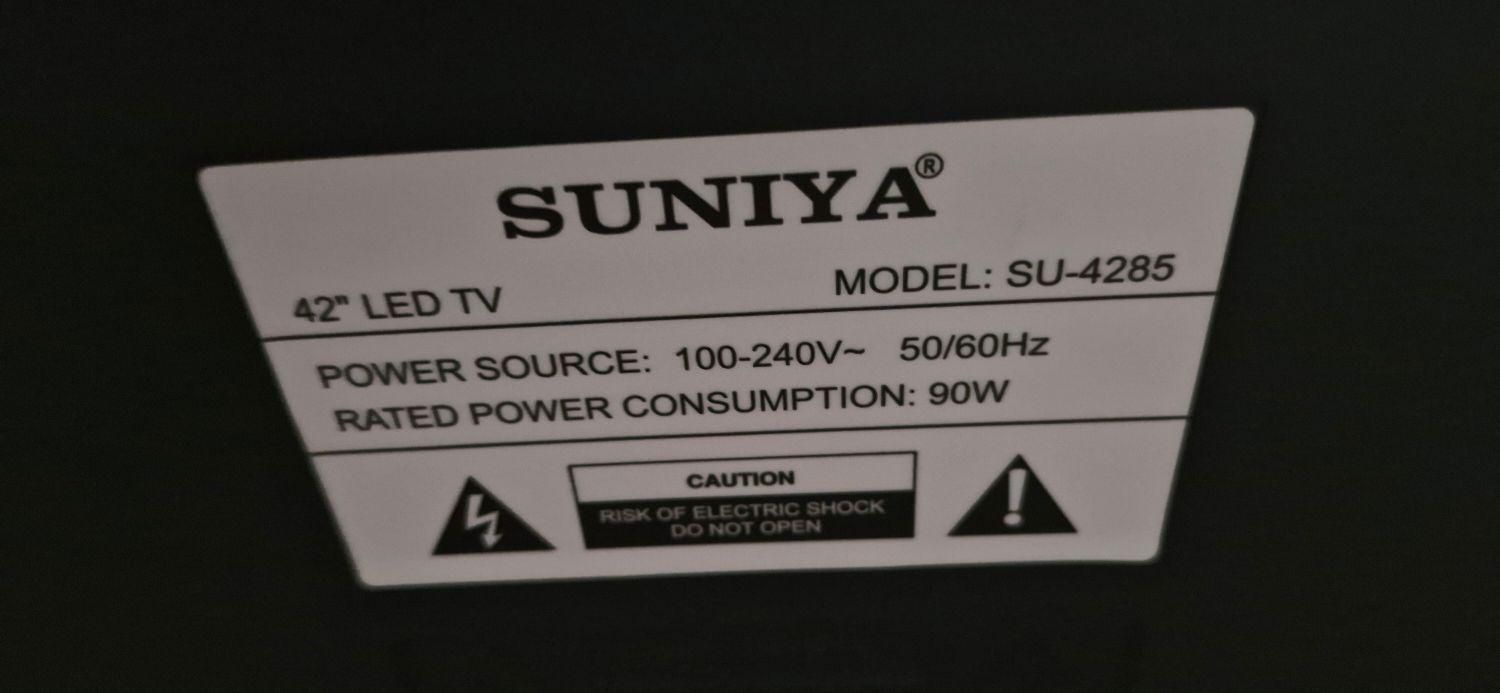 SUNIYA®
42" LED TV MODEL: SU-4285
POWER SOURCE: 100-240V~ 50/60Hz
RATED POWER CONSUMPTION: 90W
CAUTION
RISK OF ELECTRIC SHOCK
DO NOT OPEN